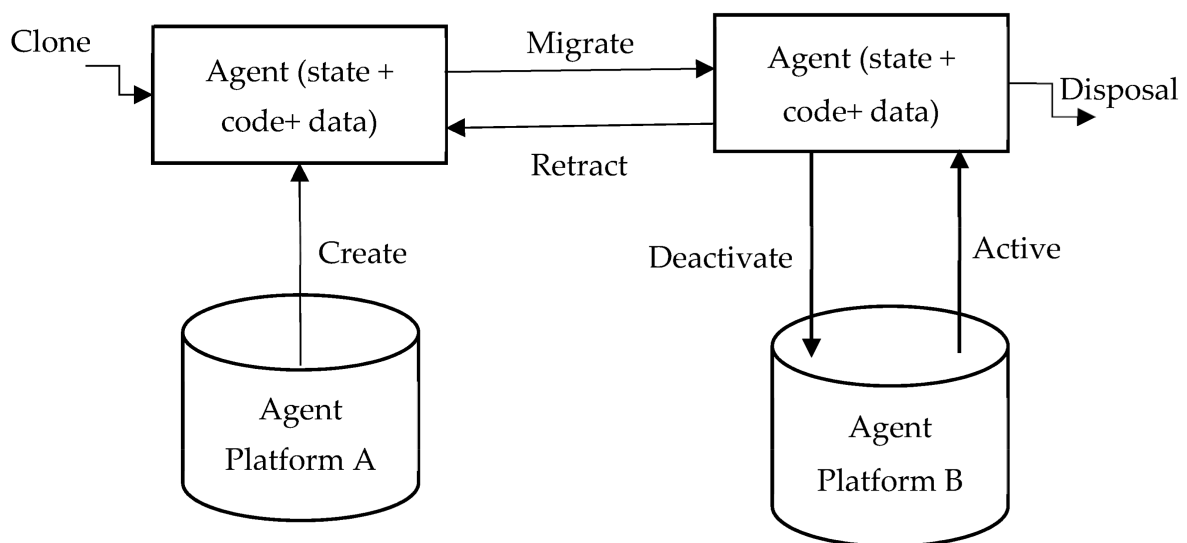 Clone
Agent (state +
code+ data)
Migrate
Retract
Agent (state +
code+ data)
Disposal
Create
Deactivate
Active
Agent
Platform A
Agent
Platform B